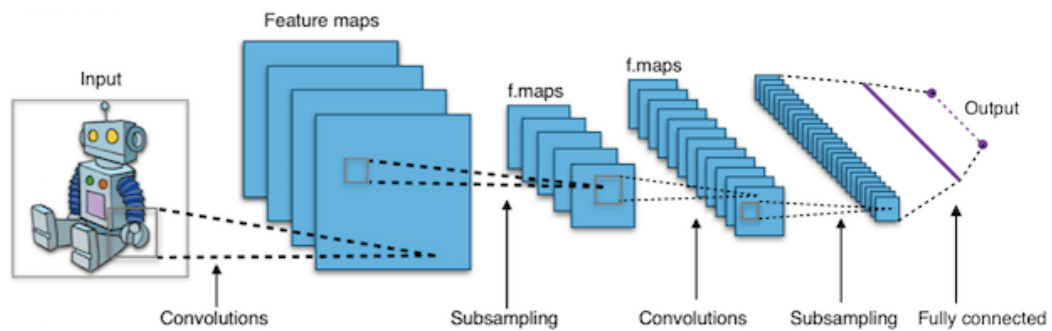 Feature maps
Input
f.maps
f.maps
Output
Convolutions
Subsampling
Convolutions
Subsampling
Fully connected